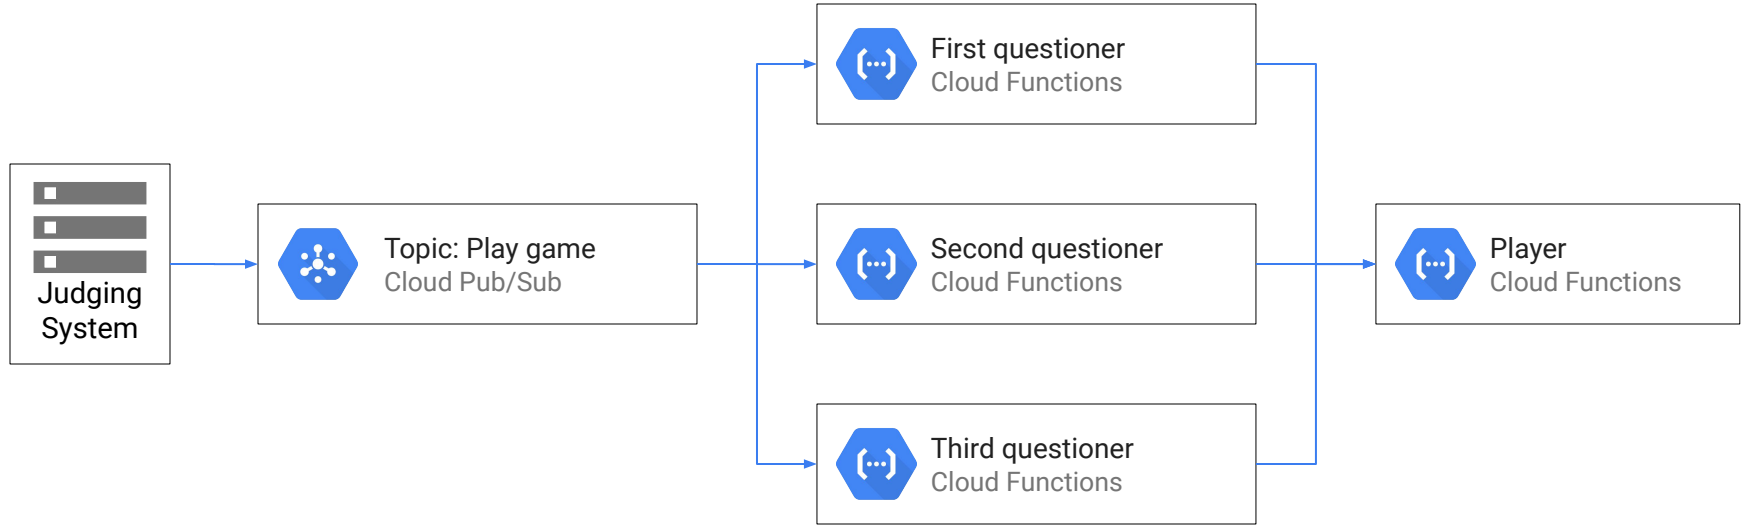 Judging
System
Topic: Play game
Cloud Pub/Sub
First questioner
Cloud Functions
Second questioner
Cloud Functions
Third questioner
Cloud Functions
Player
Cloud Functions